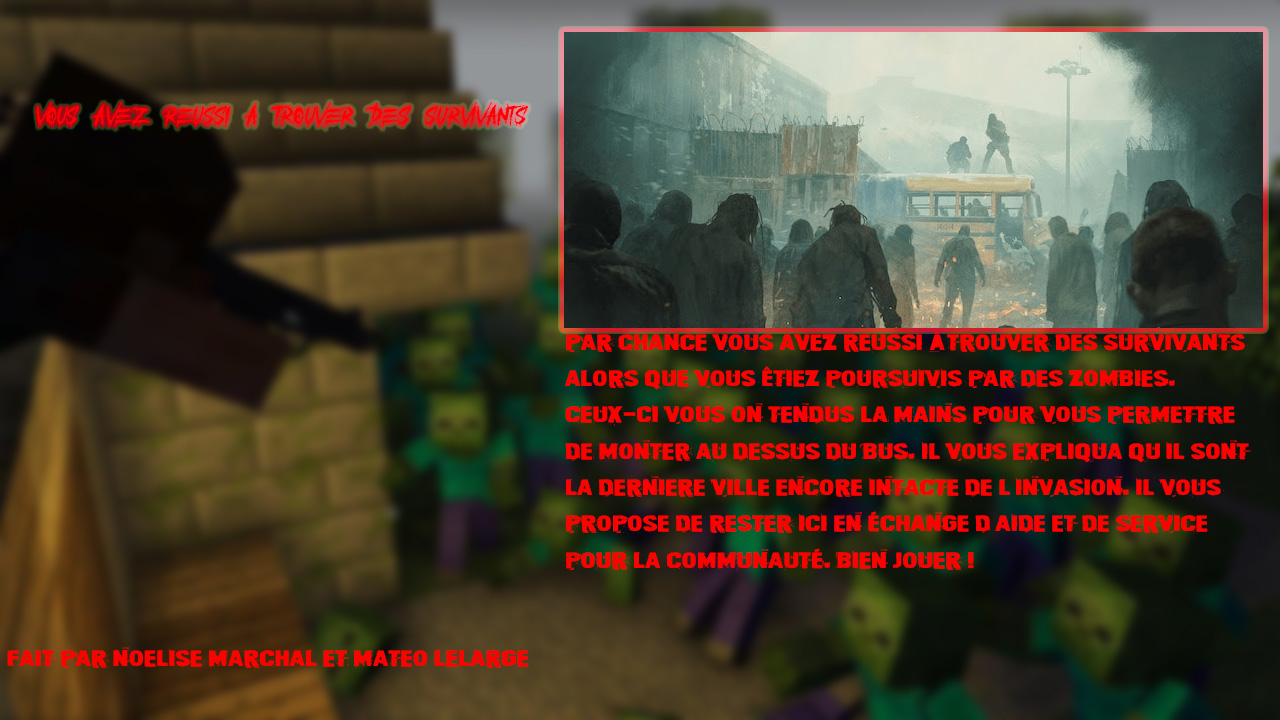 VOUS AVEZ REUSSI A TROUVER DES SURVIVANTS
PAR CHANCE VOUS AVEZ REUSSI A TROUVER DES SURVIVANTS
ALORS QUE VOUS ÊTIEZ POURSUIVIS PAR DES ZOMBIES.
CEUX-CI VOUS ON TENDUS LA MAINS POUR VOUS PERMETTRE
DE MONTER AU DESSUS DU BUS. IL VOUS EXPLIQUA QU IL SONT
LA DERNIERE VILLE ENCORE INTACTE DE L INVASION. IL VOUS
PROPOSE DE RESTER ICI EN ÉCHANGE D AIDE ET DE SERVICE
POUR LA COMMUNAUTÉ. BIEN JOUER !
FAIT PAR NOELISE MARCHAL ET MATEO LELARGE